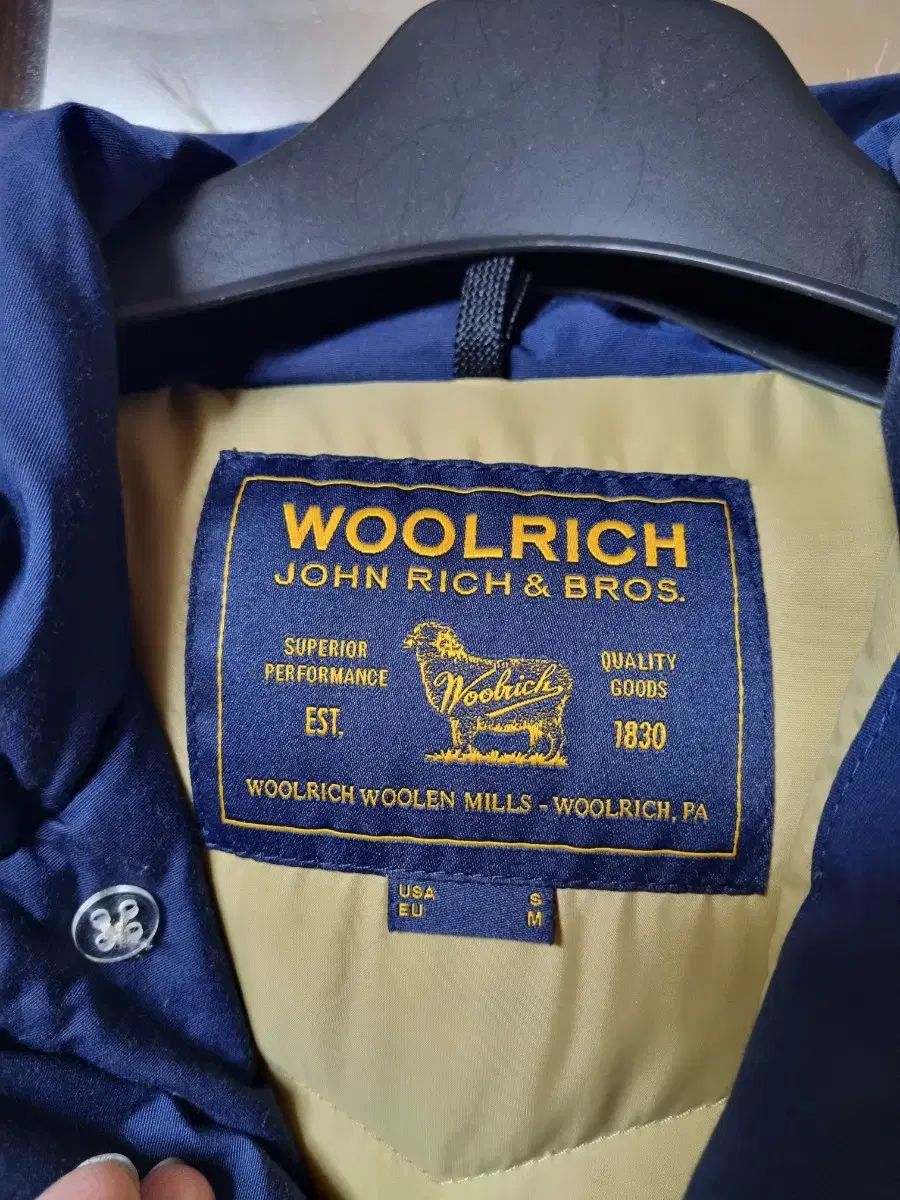 WOOLRICH
JOHN RICH & BROS.
SUPERIOR
PERFORMANCE
EST.
Woolrich
QUALITY
GOODS
1830
WOOLRICH WOOLEN MILLS - WOOLRICH, PA
USA S
EU M